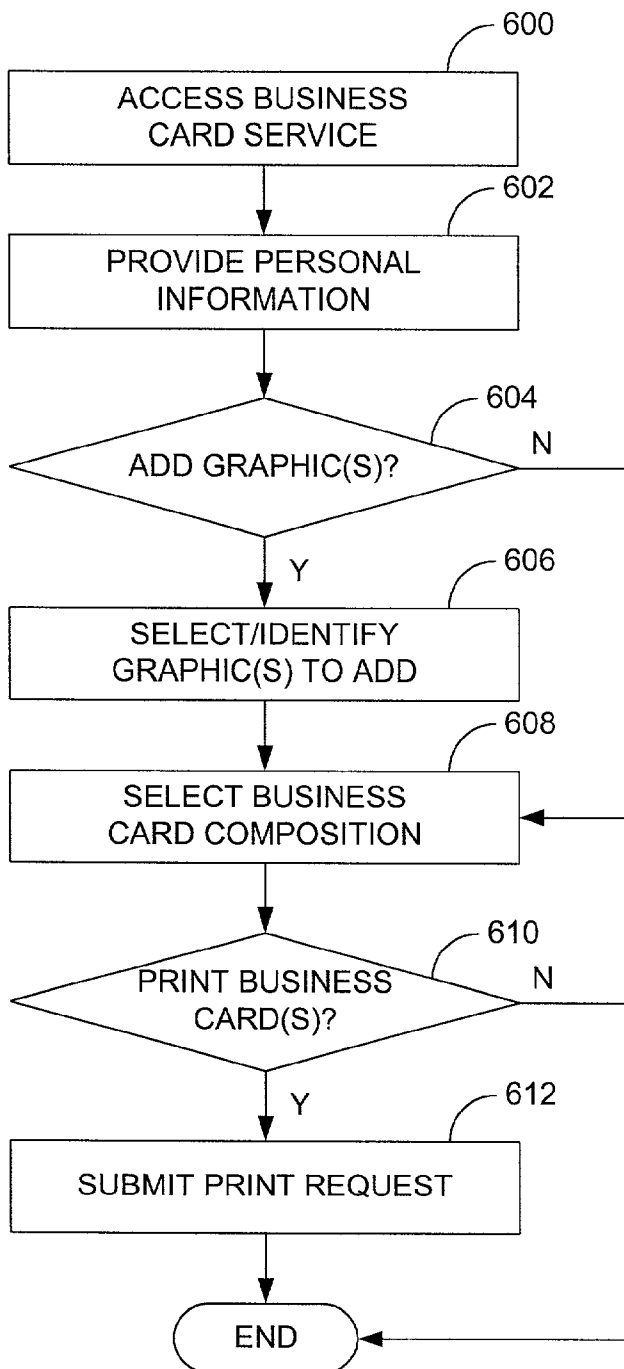 600
ACCESS BUSINESS
CARD SERVICE
602
PROVIDE PERSONAL
INFORMATION
604
ADD GRAPHIC(S)?
N
Y
606
SELECT/IDENTIFY
GRAPHIC(S) TO ADD
608
SELECT BUSINESS
CARD COMPOSITION
610
PRINT BUSINESS
CARD(S)?
N
Y
612
SUBMIT PRINT REQUEST
END